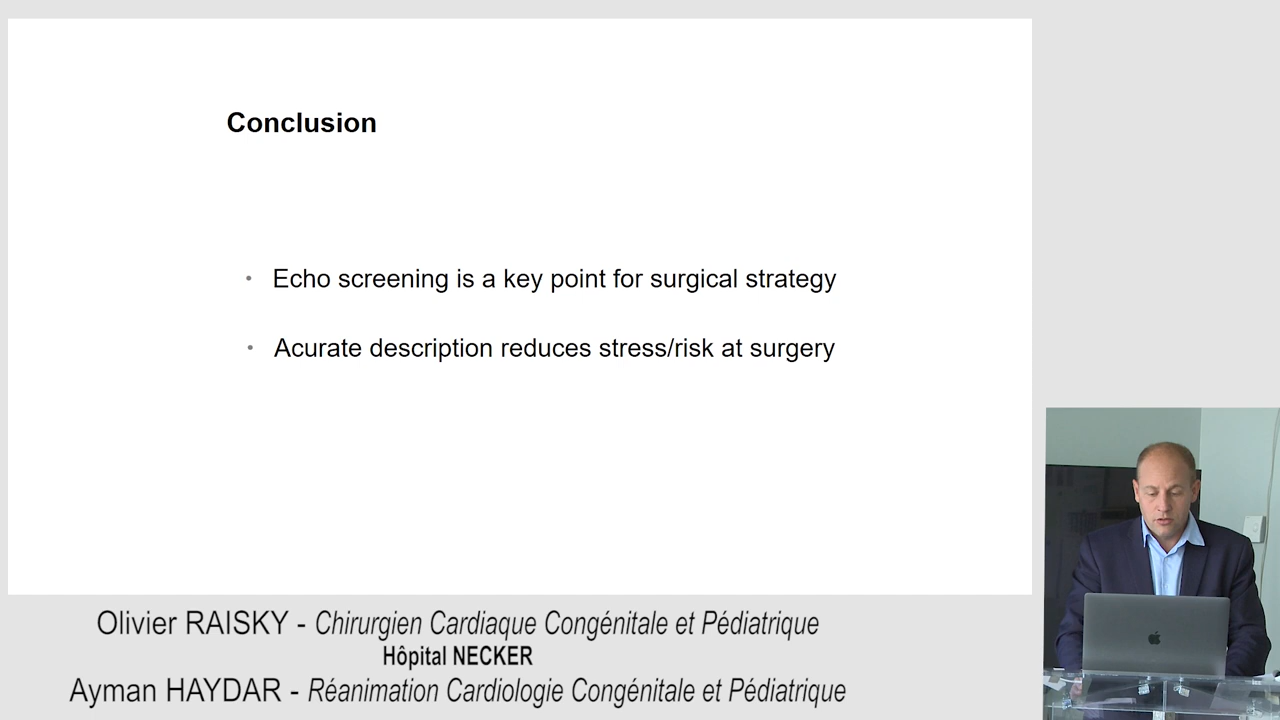 Conclusion
• Echo screening is a key point for surgical strategy
• Acurate description reduces stress/risk at surgery
Olivier RAISKY - Chirurgien Cardiaque Congénitale et Pédiatrique
Hôpital NECKER
Ayman HAYDAR - Réanimation Cardiologie Congénitale et Pédiatrique